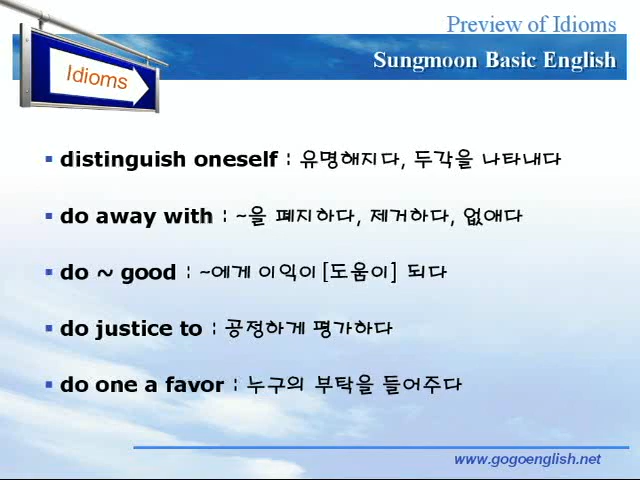 Preview of Idioms
Sungmoon Basic English
Idioms
distinguish oneself : 유명해지다, 두각을 나타내다
do away with : ~을 폐지하다, 제거하다, 없애다
do ~ good : ~에게 이익이 [도움이] 되다
do justice to : 공정하게 평가하다
do one a favor : 누구의 부탁을 들어주다
www.gogoenglish.net